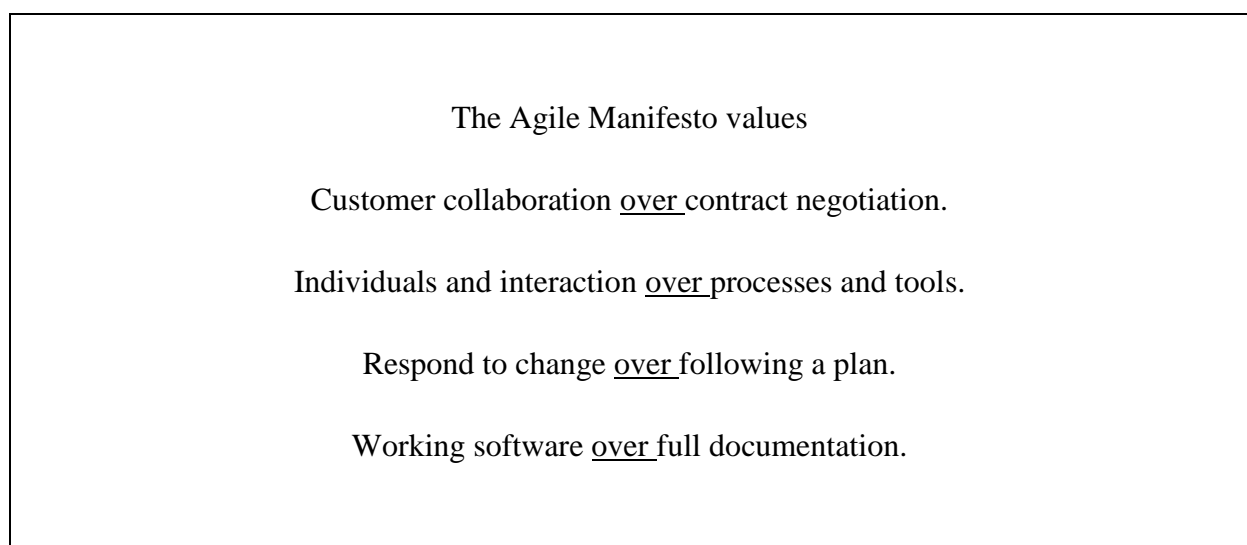 The Agile Manifesto values
Customer collaboration over contract negotiation.
Individuals and interaction over processes and tools.
Respond to change over following a plan.
Working software over full documentation.